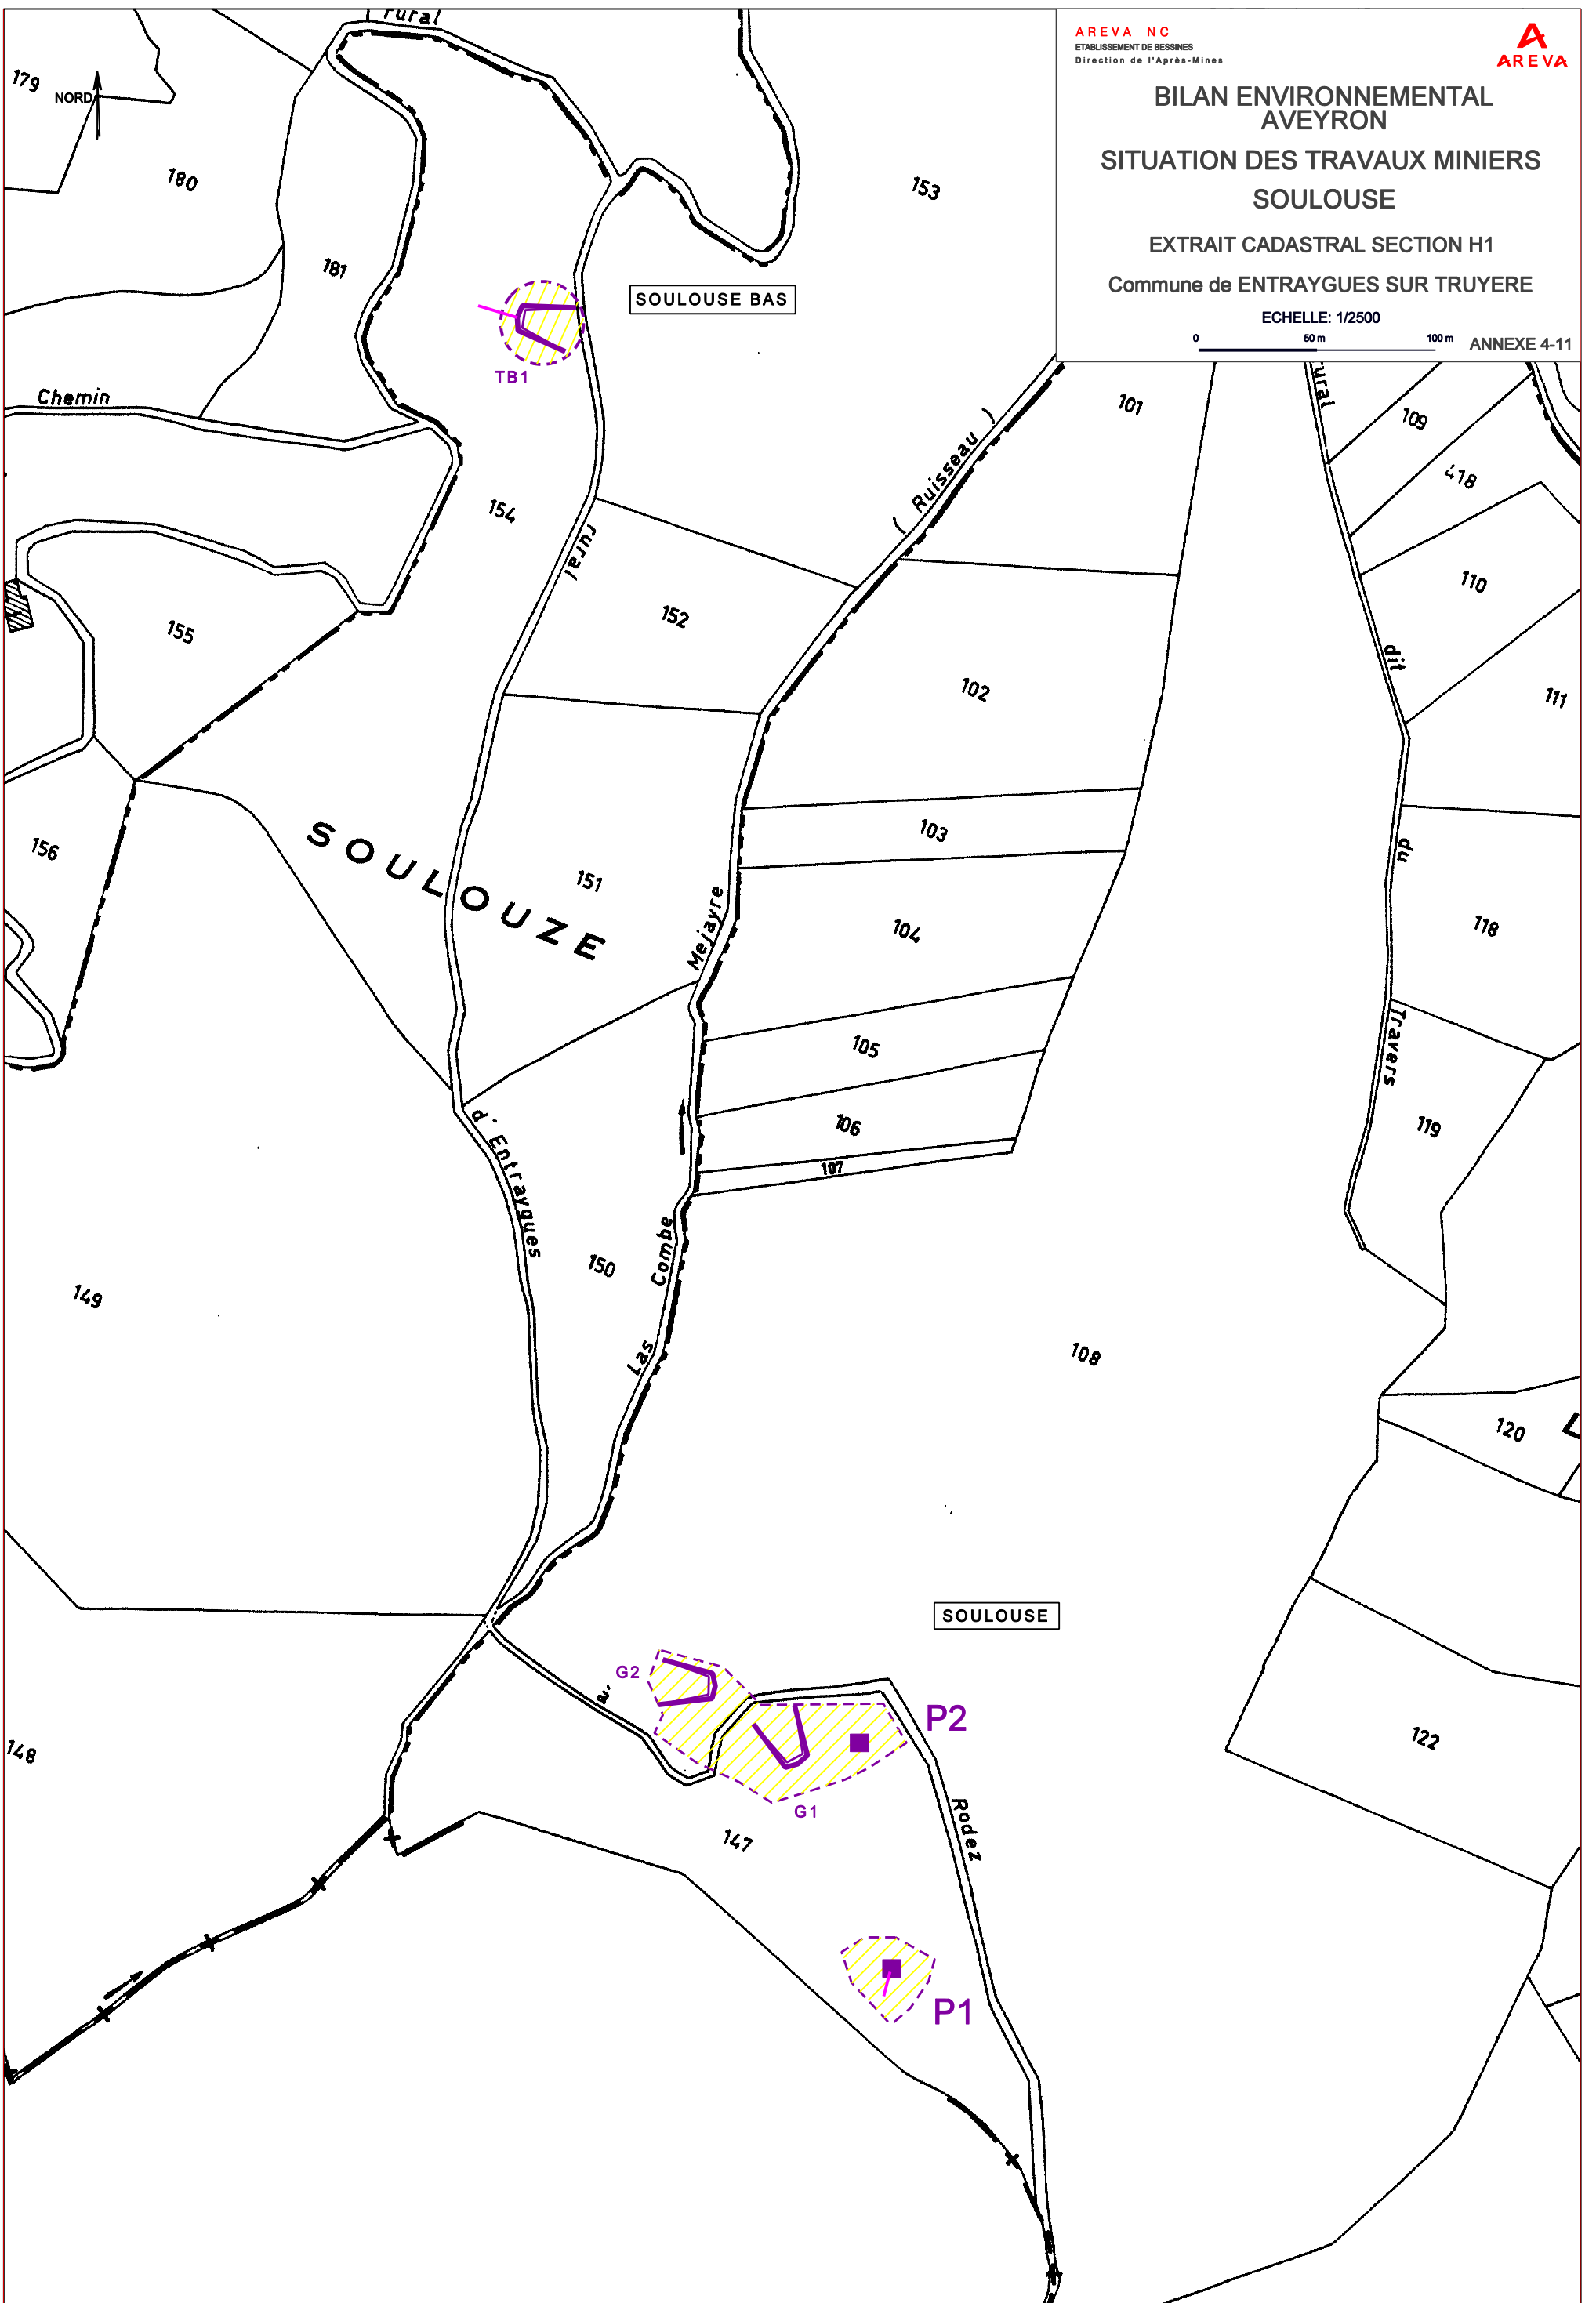 AREVA NC
ETABLISSEMENT DE BESSINES
Direction de l'Après-Mines
AREVA
BILAN ENVIRONNEMENTAL
AVEYRON
SITUATION DES TRAVAUX MINIERS
SOULOUSE
EXTRAIT CADASTRAL SECTION H1
Commune de ENTRAYGUES SUR TRUYERE
ECHELLE: 1/2500
0 50 m 100 m
ANNEXE 4-11
rural
179
NORD
180
153
181
SOULOUSE BAS
TB1
Chemin
101
rural
109
( Ruisseau )
418
154
rural
110
152
155
dit
102
111
103
du
SOULOUZE
156
151
Mejayre
104
118
Travers
105
106
119
107
d'Entraygues
150
Combe
149
Las
108
120
L
SOULOUSE
G2
à
P2
122
148
G1
Rodez
147
P1